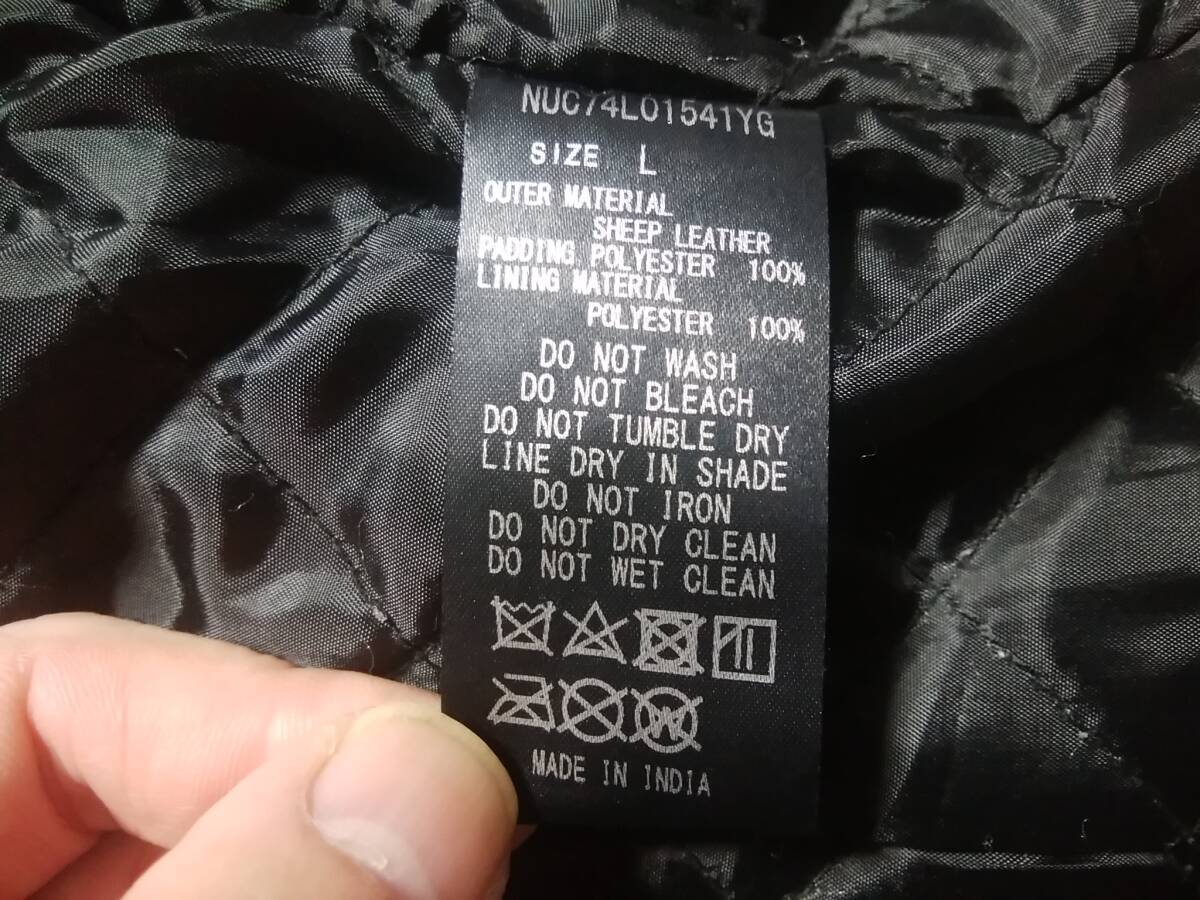 NUC74L01541YG
SIZE L
OUTER MATERIAL
SHEEP LEATHER
PADDING POLYESTER 100%
LINING MATERIAL
POLYESTER 100%
DO NOT WASH
DO NOT BLEACH
DO NOT TUMBLE DRY
LINE DRY IN SHADE
DO NOT IRON
DO NOT DRY CLEAN
DO NOT WET CLEAN
W
MADE IN INDIA